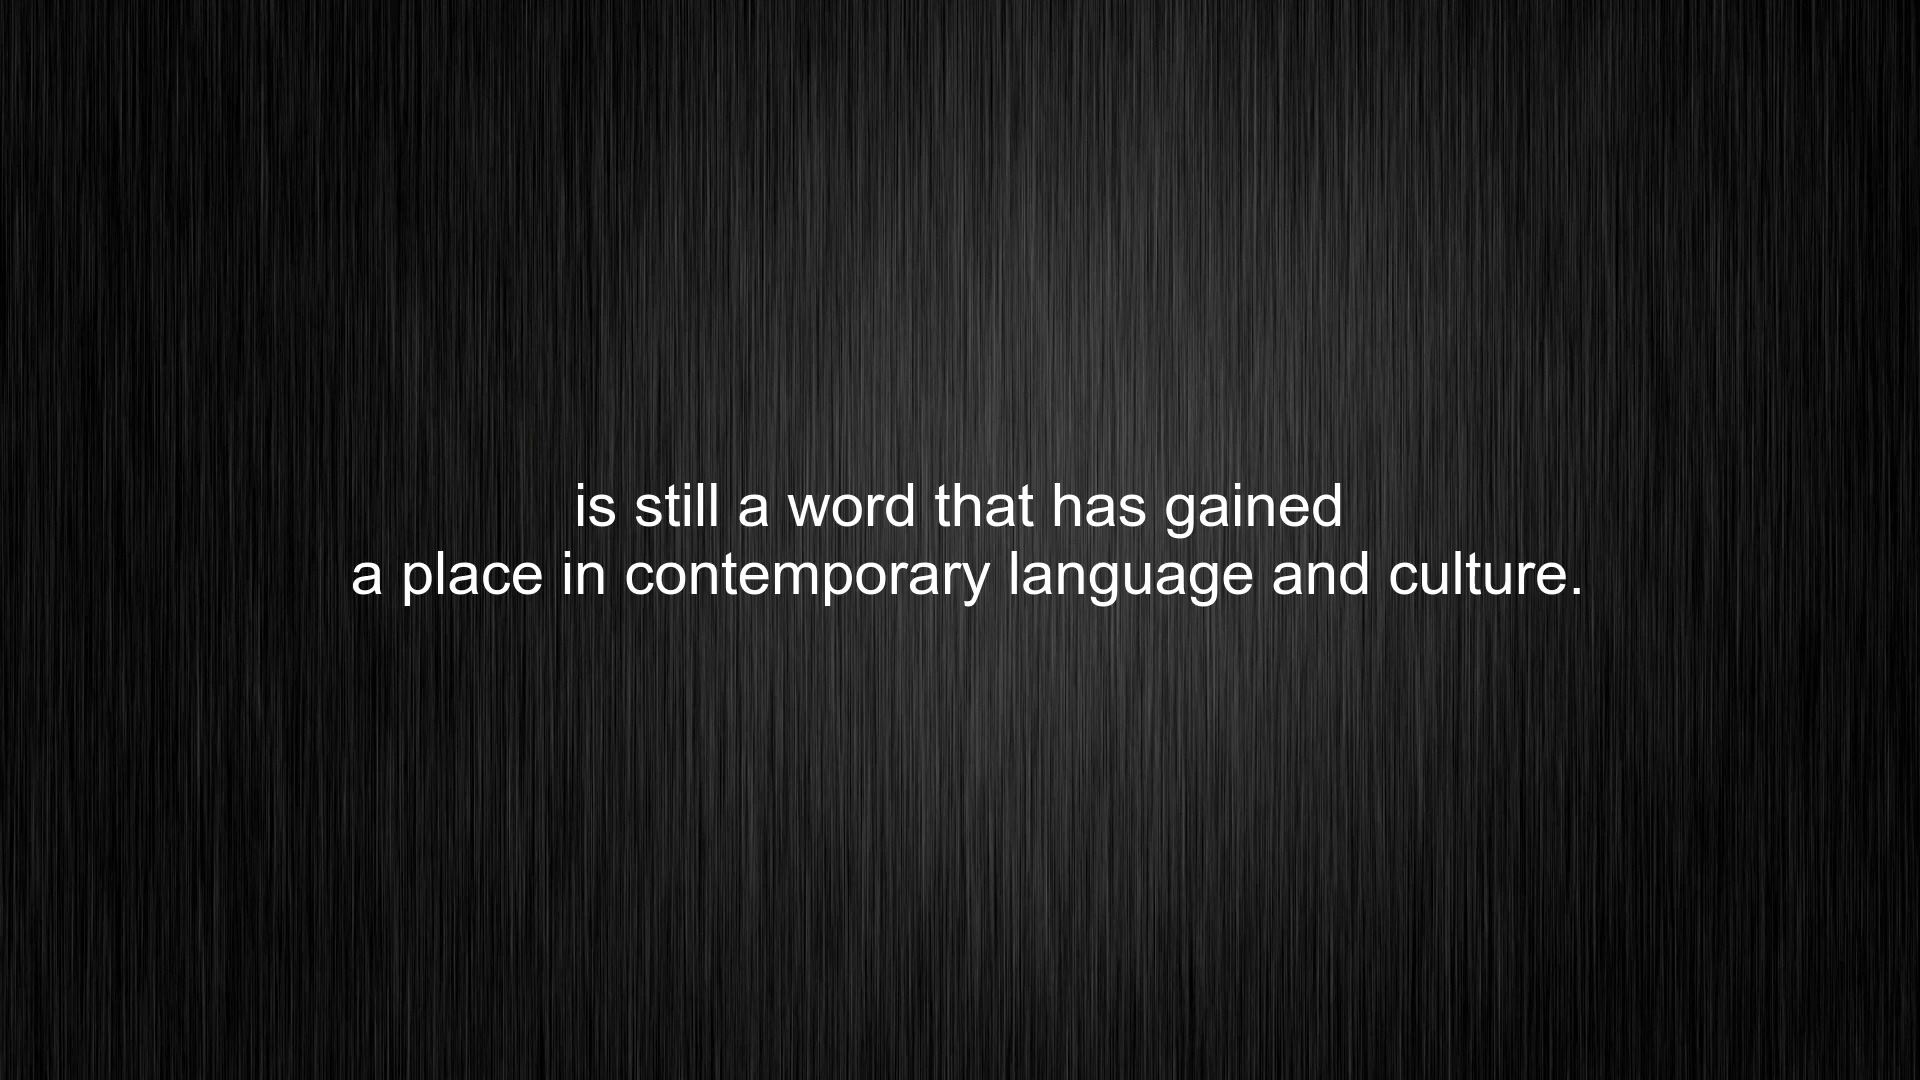 is still a word that has gained
a place in contemporary language and culture.